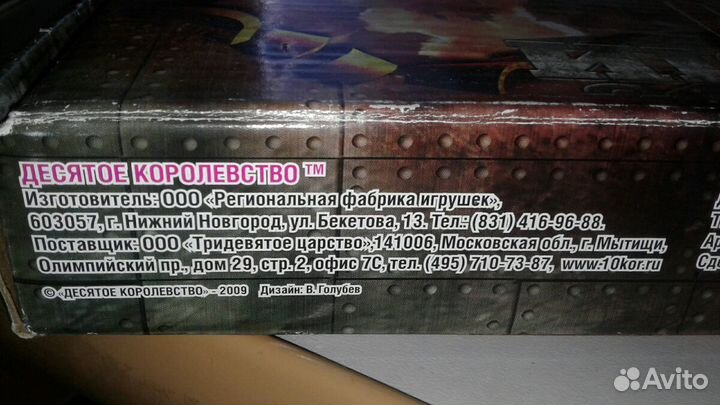 ДЕСЯТОЕ КОРОЛЕВСТВО ™
Изготовитель: ООО «Региональная фабрика игрушек»,
603057, г. Нижний Новгород, ул. Бекетова, 13. Тел.: (831) 416-96-88.
Поставщик: ООО «Тридевятое царство»,141006, Московская обл., г. Мытищи,
Олимпийский пр., дом 29, стр. 2, офис 7С, тел. (495) 710-73-87, www.10kor.ru
© «ДЕСЯТОЕ КОРОЛЕВСТВО» - 2009 Дизайн: В. Голубев
Avito